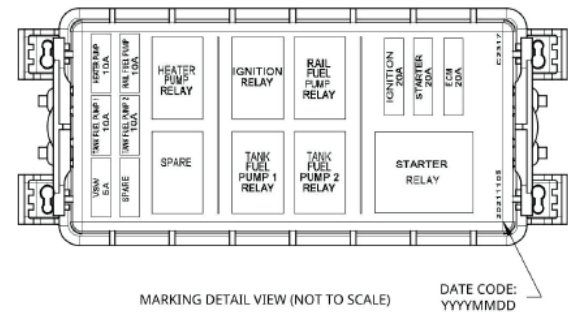 HEATER PUMP
10A
RAIL FUEL PUMP
10A
TANK FUEL PUMP 1
10A
TANK FUEL PUMP 2
10A
VSW
5A
SPARE
HEATER
PUMP
RELAY
SPARE
IGNITION
RELAY
RAIL
FUEL
PUMP
RELAY
TANK
FUEL
PUMP 1
RELAY
TANK
FUEL
PUMP 2
RELAY
IGNITION
20A
STARTER
20A
ECM
20A
C2317
STARTER
RELAY
20211105
MARKING DETAIL VIEW (NOT TO SCALE)
DATE CODE:
YYYYMMDD